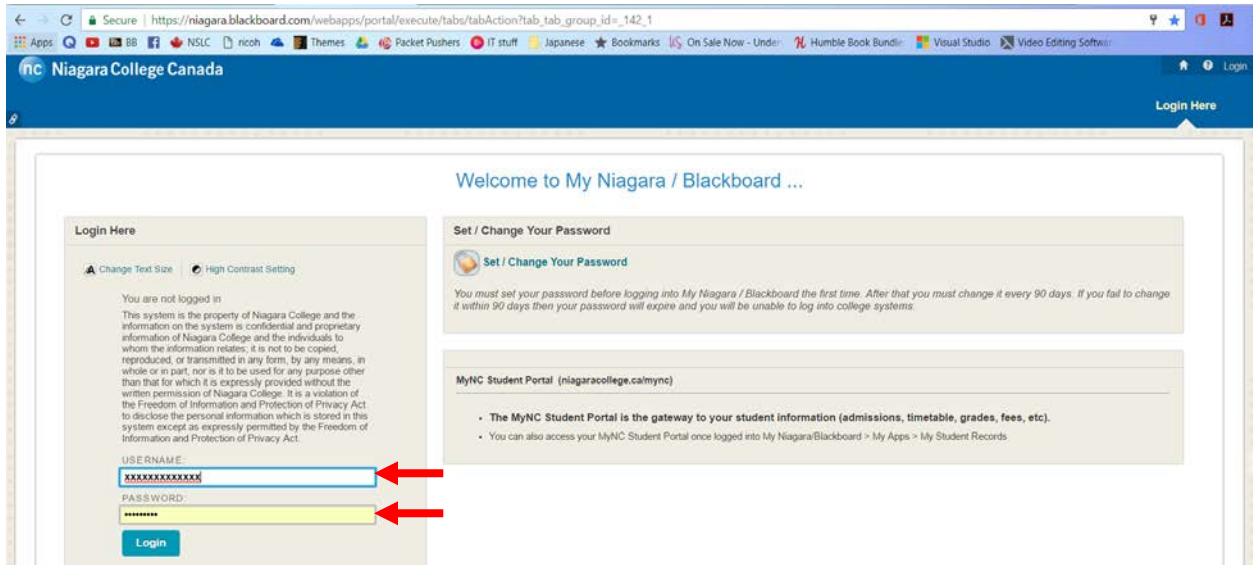 Secure | https://niagara.blackboard.com/webapps/portal/execute/tabs/tabAction?tab_tab_group_id=_142_1
Apps BB NSLC ricoh Themes Packet Pushers IT stuff Japanese Bookmarks On Sale Now - Under Humble Book Bundle Visual Studio Video Editing Softwar
nc Niagara College Canada
Login
Login Here
Welcome to My Niagara / Blackboard ...
Login Here
Change Text Size High Contrast Setting
You are not logged in
This system is the property of Niagara College and the
information on the system is confidential and proprietary
information of Niagara College and the individuals to
whom the information relates; it is not to be copied,
reproduced, or transmitted in any form, by any means, in
whole or in part, nor is it to be used for any purpose other
than that for which it is expressly provided without the
written permission of Niagara College. It is a violation of
the Freedom of Information and Protection of Privacy Act
to disclose the personal information which is stored in this
system except as expressly permitted by the Freedom of
Information and Protection of Privacy Act.
USERNAME:
xxxxxxxxxxxxx
PASSWORD:
•••••••••
Login
Set / Change Your Password
Set / Change Your Password
You must set your password before logging into My Niagara / Blackboard the first time. After that you must change it every 90 days. If you fail to change
it within 90 days then your password will expire and you will be unable to log into college systems.
MyNC Student Portal (niagaracollege.ca/mync)
• The MyNC Student Portal is the gateway to your student information (admissions, timetable, grades, fees, etc).
• You can also access your MyNC Student Portal once logged into My Niagara/Blackboard > My Apps > My Student Records